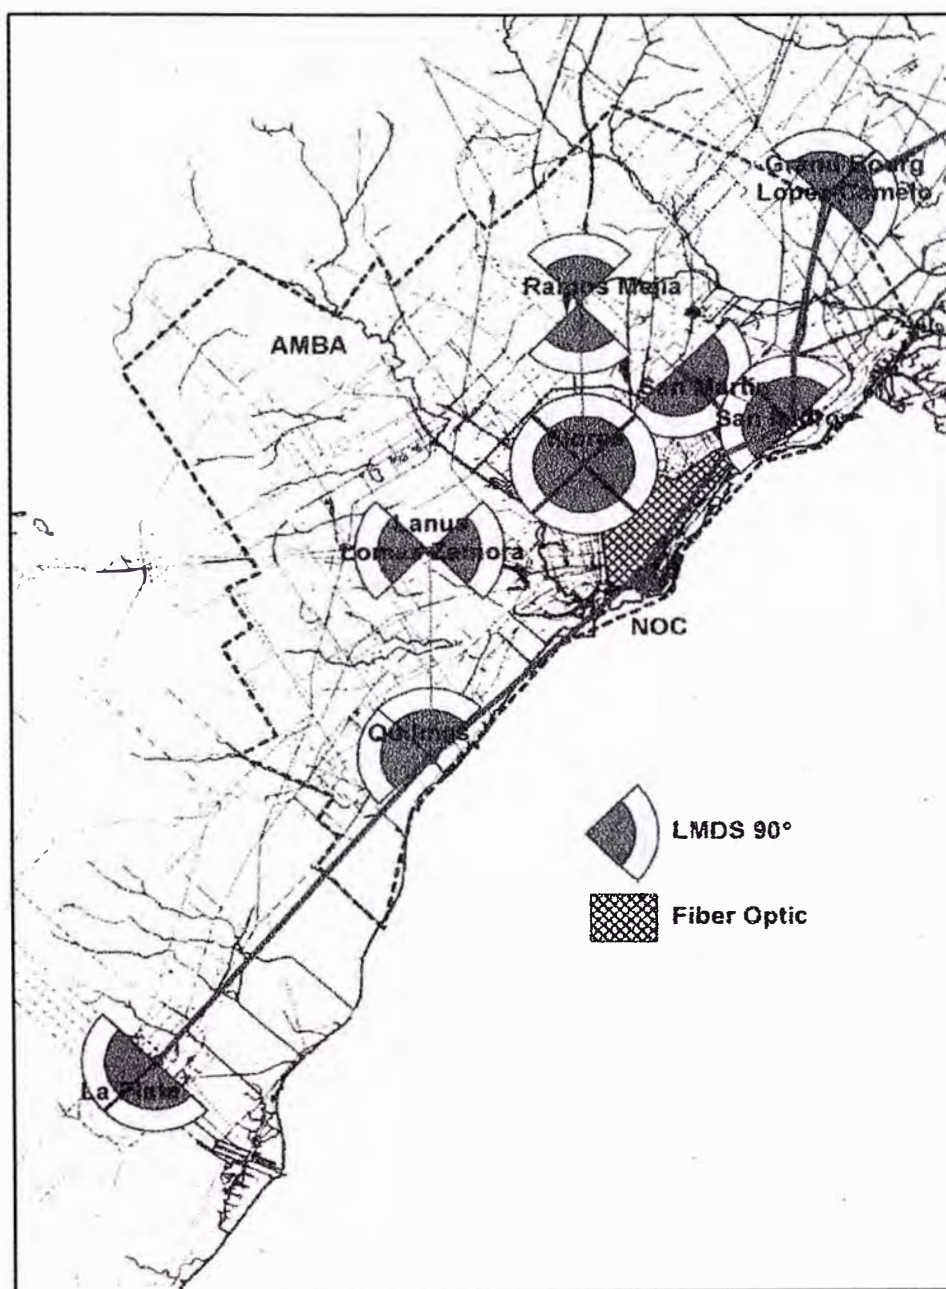 Grand Bourg
Lopez Camelo
Ramos Mejia
AMBA
San Martin
San Isidro
Lanus
Lomas Zamora
NOC
Quilmes
LMDS 90°
Fiber Optic
La Plata